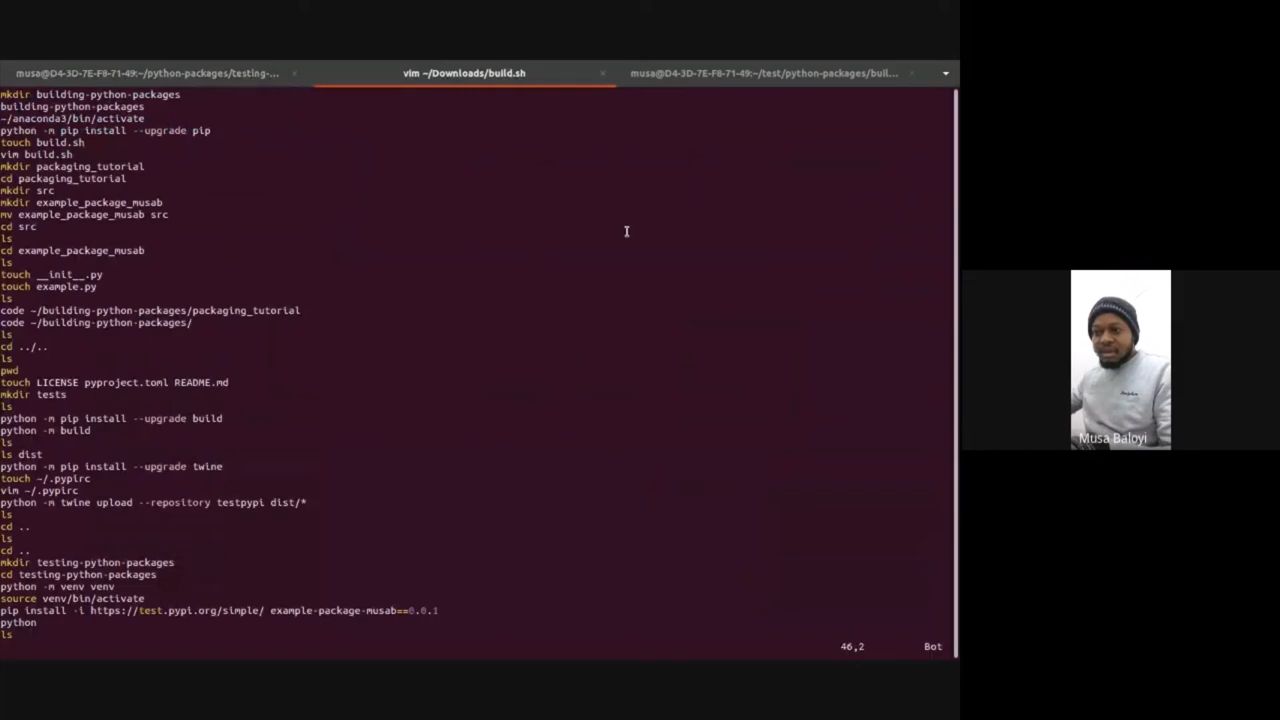 musa@D4-3D-7E-F8-71-49:~/python-packages/testing-... × vim ~/Downloads/build.sh × musa@D4-3D-7E-F8-71-49:~/test/python-packages/buil... ×
mkdir building-python-packages
building-python-packages
~/anaconda3/bin/activate
python -m pip install --upgrade pip
touch build.sh
vim build.sh
mkdir packaging_tutorial
cd packaging_tutorial
mkdir src
mkdir example_package_musab
mv example_package_musab src
cd src
ls
cd example_package_musab
ls
touch __init__.py
touch example.py
ls
code ~/building-python-packages/packaging_tutorial
code ~/building-python-packages/
ls
cd ../..
ls
pwd
touch LICENSE pyproject.toml README.md
mkdir tests
ls
python -m pip install --upgrade build
python -m build
ls
ls dist
python -m pip install --upgrade twine
touch ~/.pypirc
vim ~/.pypirc
python -m twine upload --repository testpypi dist/*
ls
cd ..
ls
cd ..
mkdir testing-python-packages
cd testing-python-packages
python -m venv venv
source venv/bin/activate
pip install -i https://test.pypi.org/simple/ example-package-musab==0.0.1
python
ls
46,2 Bot
Musa Baloyi